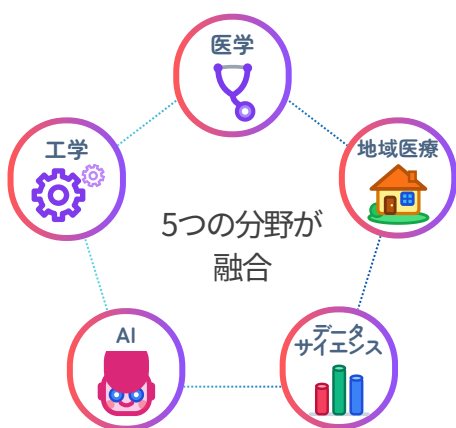 医学
工学
地域医療
5つの分野が
融合
AI
データ
サイエンス